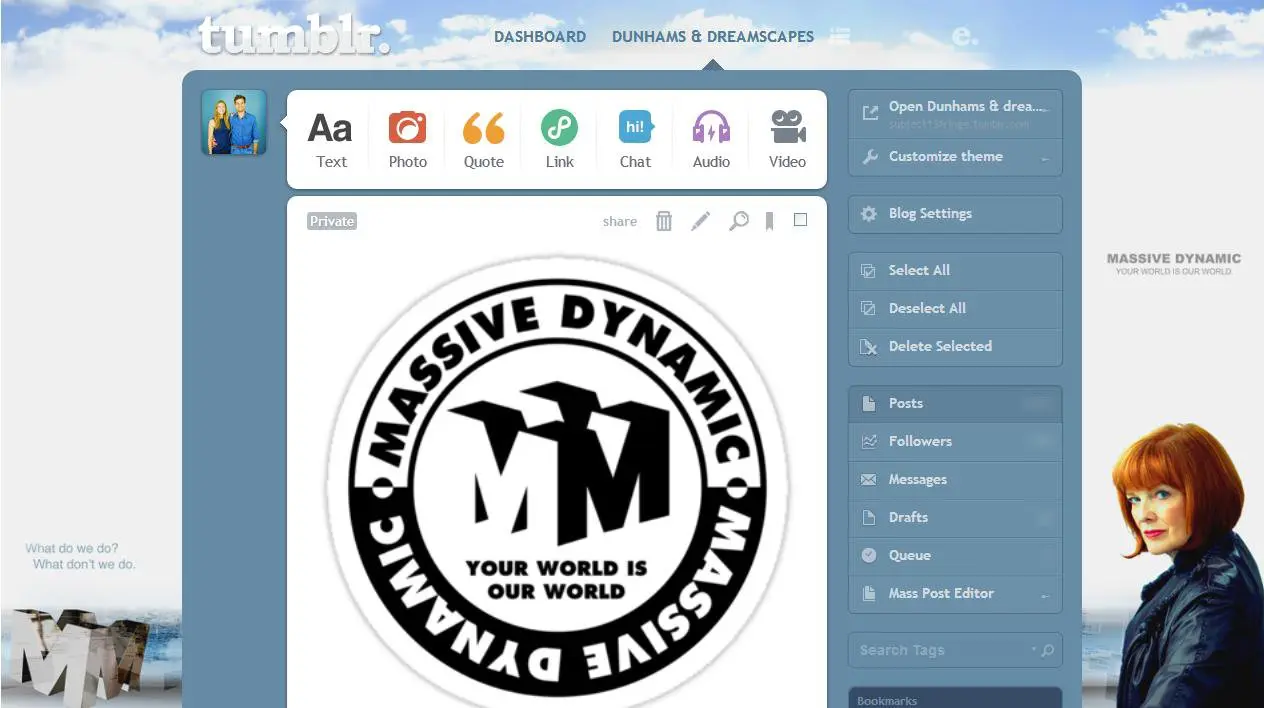 tumblr.
DASHBOARD
DUNHAMS & DREAMSCAPES
e.
Aa
Text
Photo
Quote
Link
hi!
Chat
Audio
Video
Open Dunhams & drea...
Customize theme
Private
share
Blog Settings
Select All
Deselect All
Delete Selected
MASSIVE DYNAMIC
YOUR WORLD IS OUR WORLD
MASSIVE DYNAMIC
MM
YOUR WORLD IS
OUR WORLD
MASSIVE DYNAMIC
Posts
Followers
Messages
Drafts
Queue
Mass Post Editor
Search Tags
Bookmarks
What do we do?
What don't we do.
MM